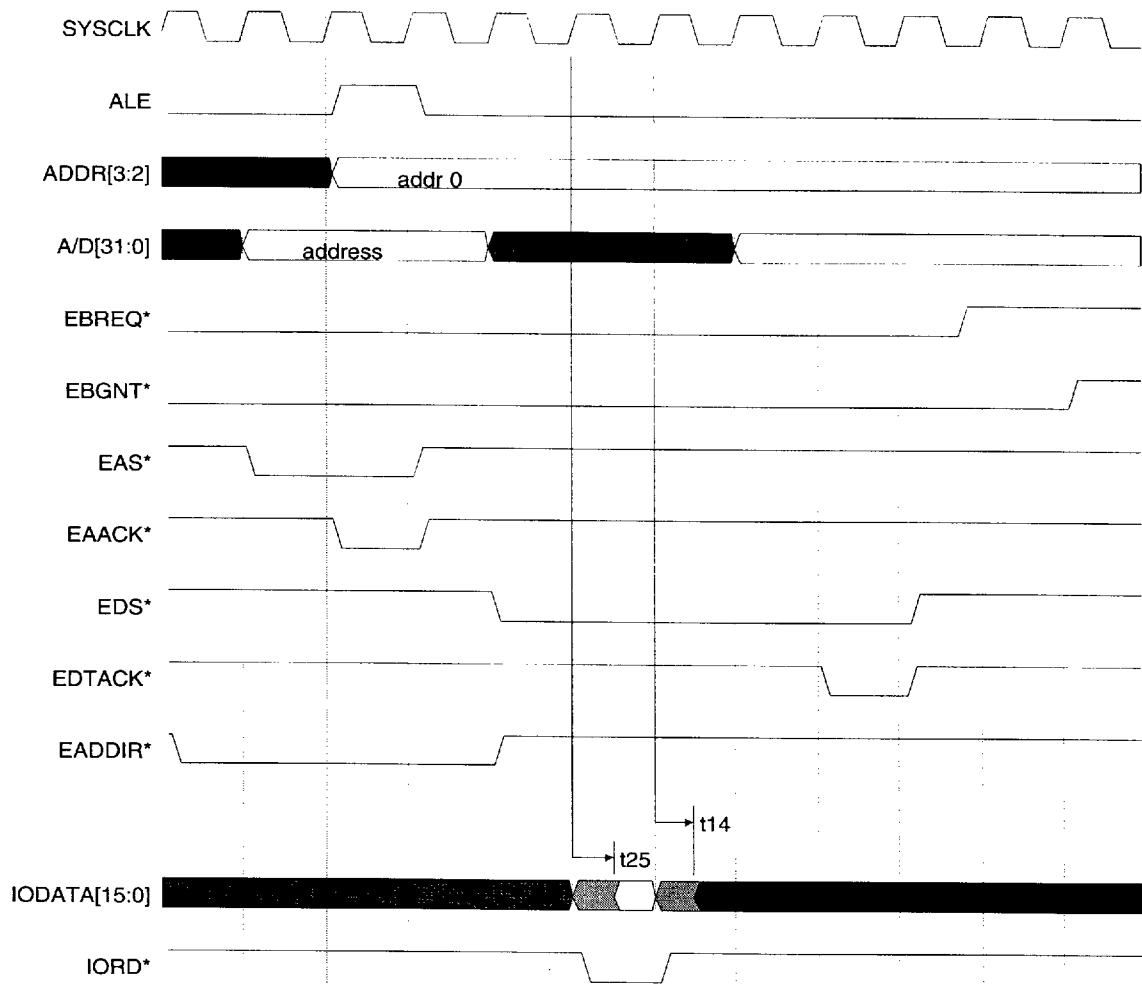 SYSCLK
ALE
ADDR[3:2]
addr 0
A/D[31:0]
address
EBREQ*
EBGNT*
EAS*
EAACK*
EDS*
EDTACK*
EADDIR*
t14
t25
IODATA[15:0]
IORD*